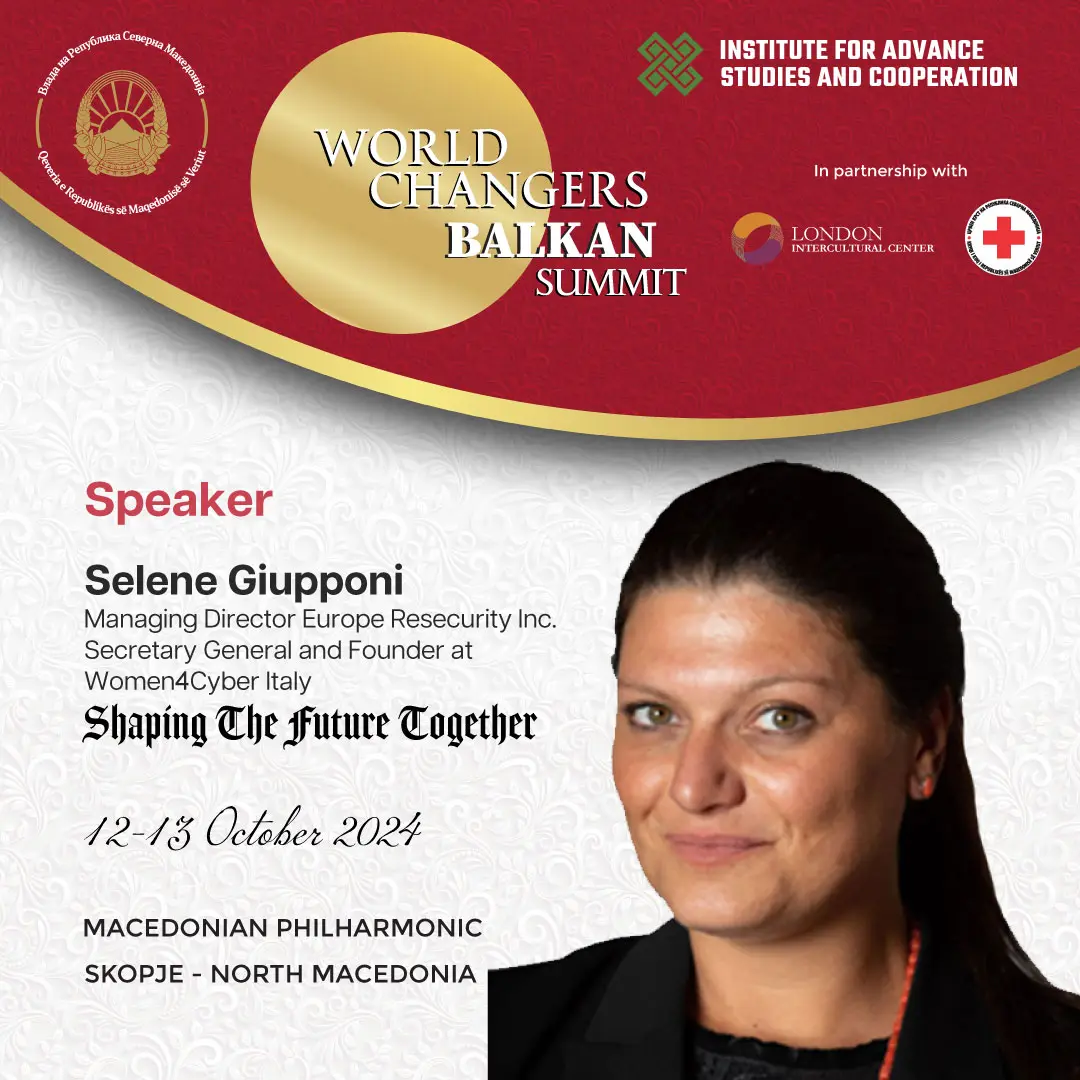 Влада на Република Северна Македонија
Qeveria e Republikës së Maqedonisë së Veriut
WORLD
CHANGERS
BALKAN
SUMMIT
INSTITUTE FOR ADVANCE
STUDIES AND COOPERATION
In partnership with
LONDON
INTERCULTURAL CENTER
Speaker
Selene Giupponi
Managing Director Europe Resecurity Inc.
Secretary General and Founder at
Women4Cyber Italy
Shaping The Future Together
12-13 October 2024
MACEDONIAN PHILHARMONIC
SKOPJE - NORTH MACEDONIA